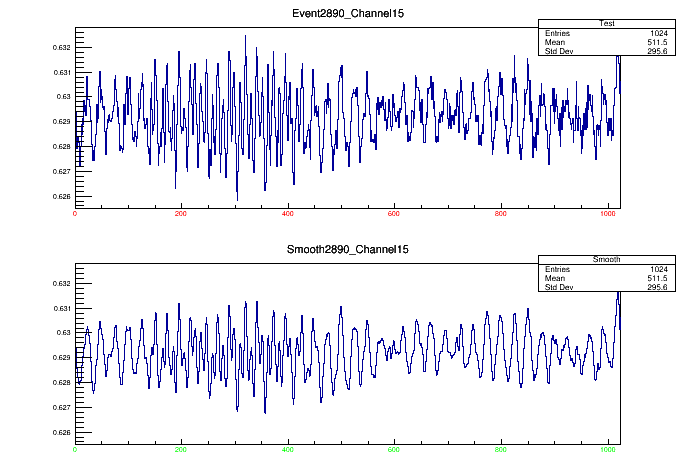 Event2890_Channel15
Test
Entries 1024
Mean 511.5
Std Dev 295.6
0.632
0.631
0.63
0.629
0.628
0.627
0.626
0 200 400 600 800 1000
Smooth2890_Channel15
Smooth
Entries 1024
Mean 511.5
Std Dev 295.6
0.632
0.631
0.63
0.629
0.628
0.627
0.626
0 200 400 600 800 1000